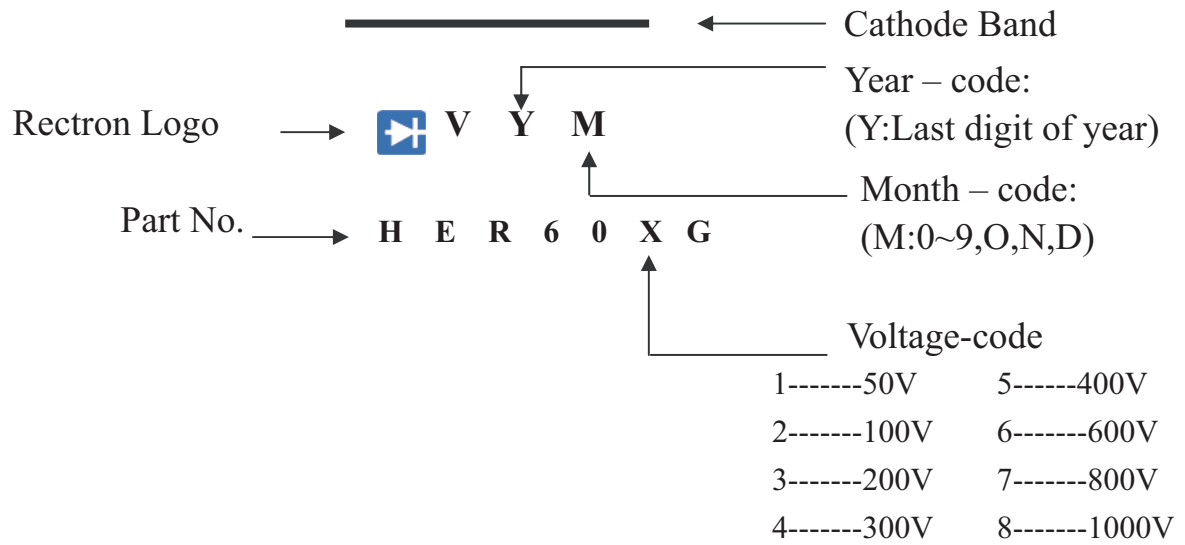 Cathode Band
Year – code:
(Y:Last digit of year)
Rectron Logo
V Y M
Month – code:
(M:0~9,O,N,D)
Part No.
H E R 6 0 X G
Voltage-code
1-------50V 5------400V
2-------100V 6-------600V
3-------200V 7-------800V
4-------300V 8-------1000V